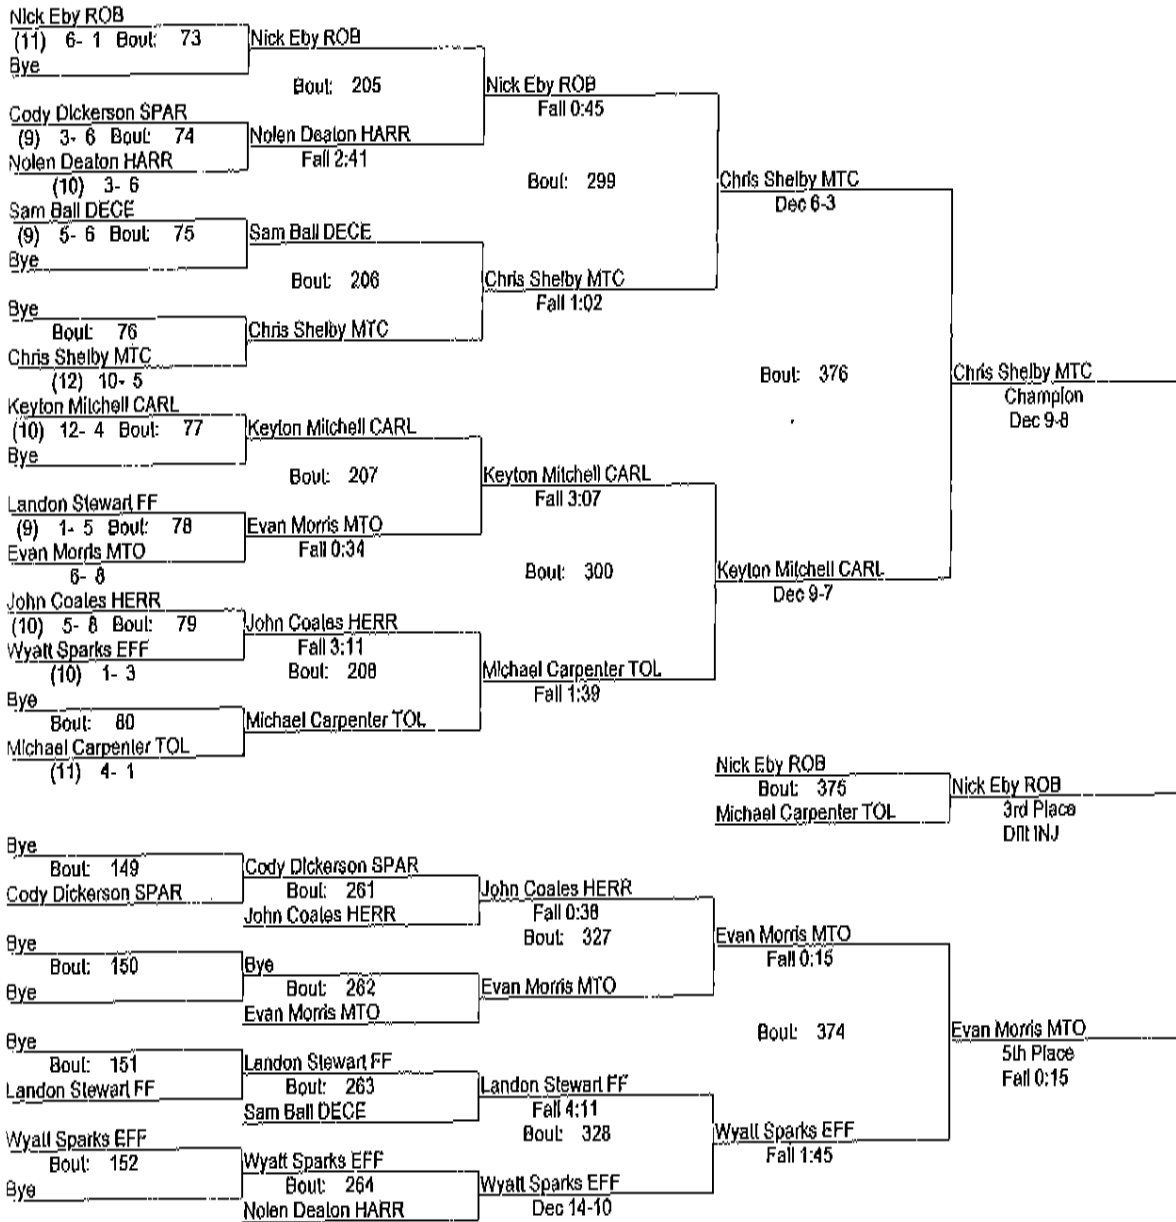 Nick Eby ROB
(11) 6- 1 Bout: 73
Bye
Nick Eby ROB
Bout: 205
Cody Dickerson SPAR
(9) 3- 6 Bout: 74
Nolen Deaton HARR
(10) 3- 6
Nolen Deaton HARR
Fall 2:41
Nick Eby ROB
Fall 0:45
Bout: 299
Sam Ball DECE
(9) 5- 6 Bout: 75
Bye
Sam Ball DECE
Bout: 206
Bye
Bout: 76
Chris Shelby MTC
(12) 10- 5
Chris Shelby MTC
Chris Shelby MTC
Fall 1:02
Chris Shelby MTC
Dec 6-3
Bout: 376
Chris Shelby MTC
Champion
Dec 9-8
Keyton Mitchell CARL
(10) 12- 4 Bout: 77
Bye
Keyton Mitchell CARL
Bout: 207
Landon Stewart FF
(9) 1- 5 Bout: 78
Evan Morris MTO
6- 8
Evan Morris MTO
Fall 0:34
Keyton Mitchell CARL
Fall 3:07
Bout: 300
Keyton Mitchell CARL
Dec 9-7
John Coales HERR
(10) 5- 8 Bout: 79
Wyatt Sparks EFF
(10) 1- 3
John Coales HERR
Fall 3:11
Bout: 208
Bye
Bout: 80
Michael Carpenter TOL
(11) 4- 1
Michael Carpenter TOL
Michael Carpenter TOL
Fall 1:39
Nick Eby ROB
Bout: 375
Michael Carpenter TOL
Nick Eby ROB
3rd Place
Dflt INJ
Bye
Bout: 149
Cody Dickerson SPAR
Cody Dickerson SPAR
Bout: 261
John Coales HERR
John Coales HERR
Fall 0:38
Bout: 327
Bye
Bout: 150
Bye
Bye
Bout: 262
Evan Morris MTO
Evan Morris MTO
Evan Morris MTO
Fall 0:15
Bout: 374
Evan Morris MTO
5th Place
Fall 0:15
Bye
Bout: 151
Landon Stewart FF
Landon Stewart FF
Bout: 263
Sam Ball DECE
Landon Stewart FF
Fall 4:11
Bout: 328
Wyatt Sparks EFF
Bout: 152
Bye
Wyatt Sparks EFF
Bout: 264
Nolen Deaton HARR
Wyatt Sparks EFF
Dec 14-10
Wyatt Sparks EFF
Fall 1:45